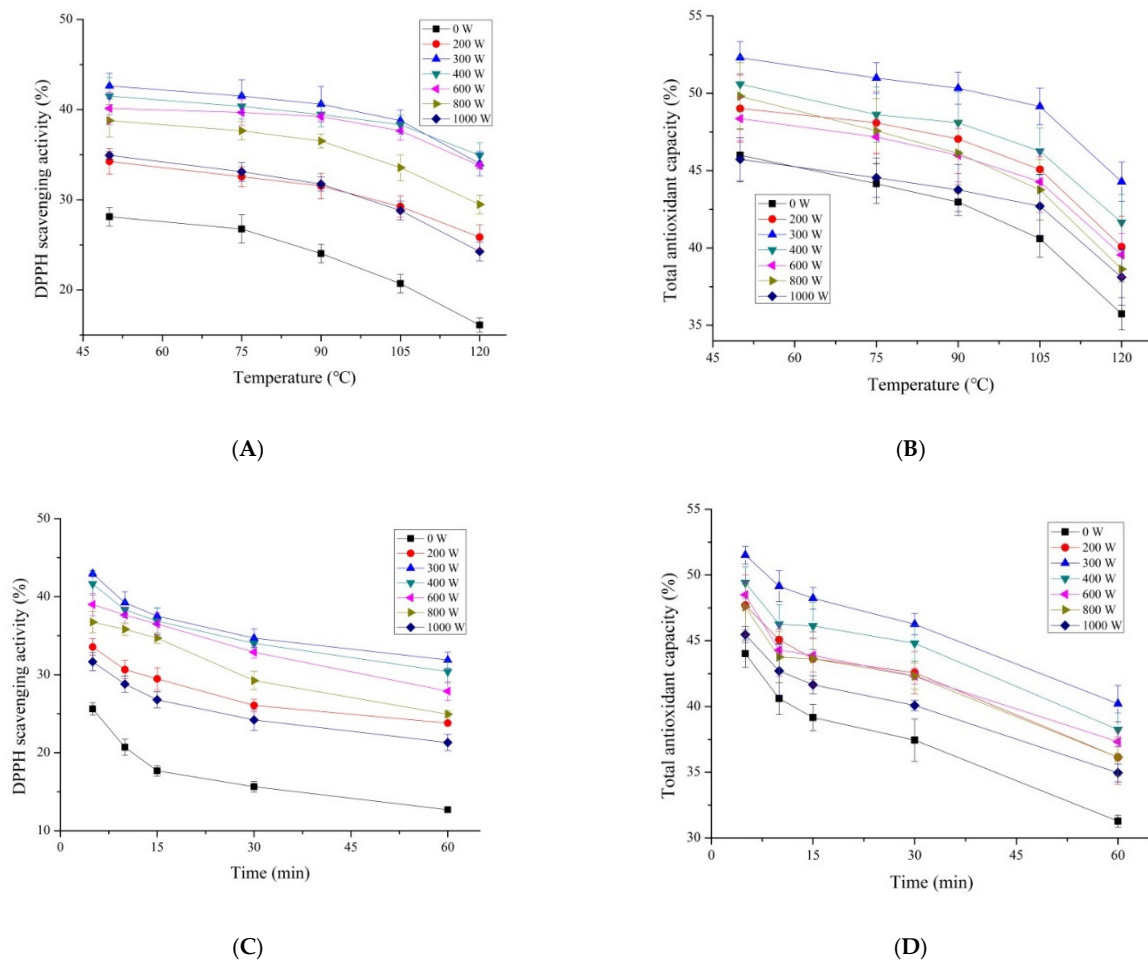 50
40
30
20
45
60
75
90
105
120
DPPH scavenging activity (%)
Temperature (℃)
0 W
200 W
300 W
400 W
600 W
800 W
1000 W
(A)
55
50
45
40
35
45
60
75
90
105
120
Total antioxidant capacity (%)
Temperature (℃)
0 W
200 W
300 W
400 W
600 W
800 W
1000 W
(B)
50
40
30
20
10
0
15
30
45
60
DPPH scavenging activity (%)
Time (min)
0 W
200 W
300 W
400 W
600 W
800 W
1000 W
(C)
55
50
45
40
35
30
0
15
30
45
60
Total antioxidant capacity (%)
Time (min)
0 W
200 W
300 W
400 W
600 W
800 W
1000 W
(D)